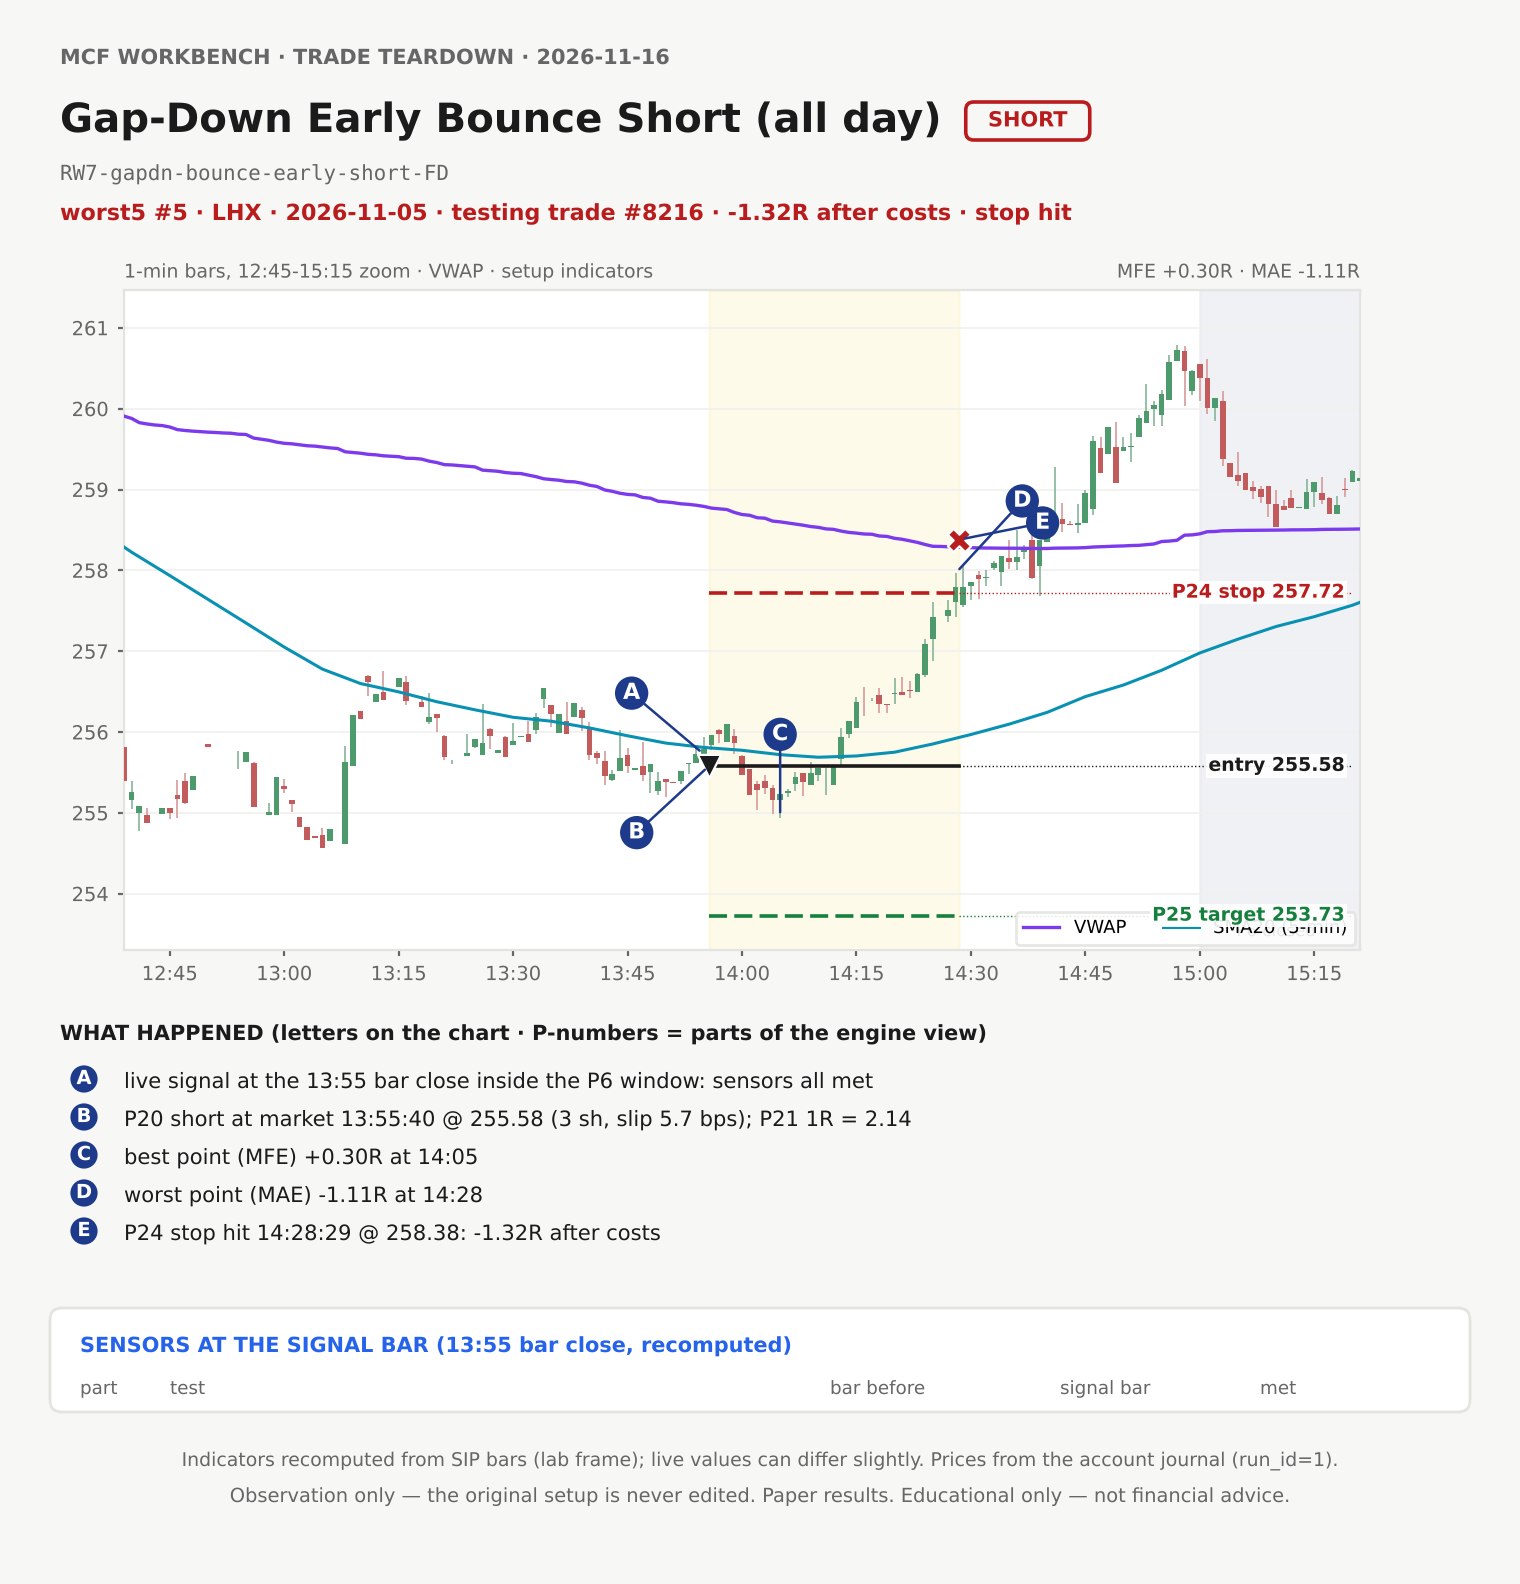 MCF WORKBENCH · TRADE TEARDOWN · 2026-11-16
Gap-Down Early Bounce Short (all day) SHORT
RW7-gapdn-bounce-early-short-FD
worst5 #5 · LHX · 2026-11-05 · testing trade #8216 · -1.32R after costs · stop hit
1-min bars, 12:45-15:15 zoom · VWAP · setup indicators MFE +0.30R · MAE -1.11R
261
260
259
258
257
256
255
254
D
E
P24 stop 257.72
A
C
entry 255.58
B
P25 target 253.73
VWAP SMA20 (5-min)
12:45 13:00 13:15 13:30 13:45 14:00 14:15 14:30 14:45 15:00 15:15
WHAT HAPPENED (letters on the chart · P-numbers = parts of the engine view)
A live signal at the 13:55 bar close inside the P6 window: sensors all met
B P20 short at market 13:55:40 @ 255.58 (3 sh, slip 5.7 bps); P21 1R = 2.14
C best point (MFE) +0.30R at 14:05
D worst point (MAE) -1.11R at 14:28
E P24 stop hit 14:28:29 @ 258.38: -1.32R after costs
SENSORS AT THE SIGNAL BAR (13:55 bar close, recomputed)
part test bar before signal bar met
Indicators recomputed from SIP bars (lab frame); live values can differ slightly. Prices from the account journal (run_id=1).
Observation only — the original setup is never edited. Paper results. Educational only — not financial advice.